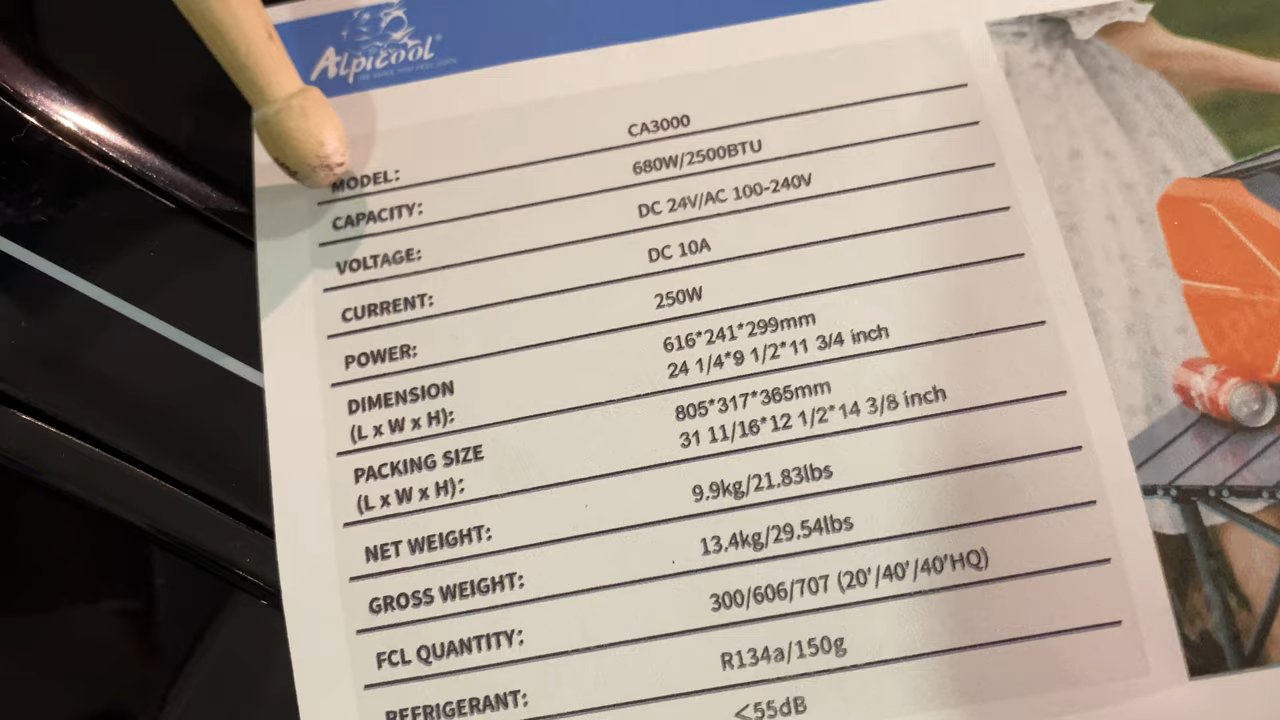 Alpicool®
MODEL: CA3000
CAPACITY: 680W/2500BTU
VOLTAGE: DC 24V/AC 100-240V
CURRENT: DC 10A
POWER: 250W
DIMENSION (L x W x H): 616*241*299mm
24 1/4*9 1/2*11 3/4 inch
PACKING SIZE (L x W x H): 805*317*365mm
31 11/16*12 1/2*14 3/8 inch
NET WEIGHT: 9.9kg/21.83lbs
GROSS WEIGHT: 13.4kg/29.54lbs
FCL QUANTITY: 300/606/707 (20'/40'/40'HQ)
REFRIGERANT: R134a/150g
<55dB